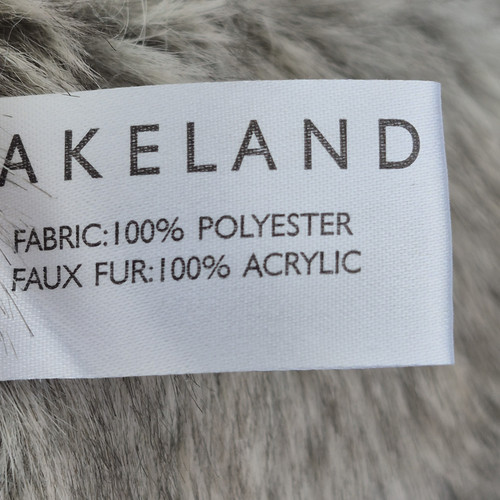 AKELAND
FABRIC:100% POLYESTER
FAUX FUR:100% ACRYLIC